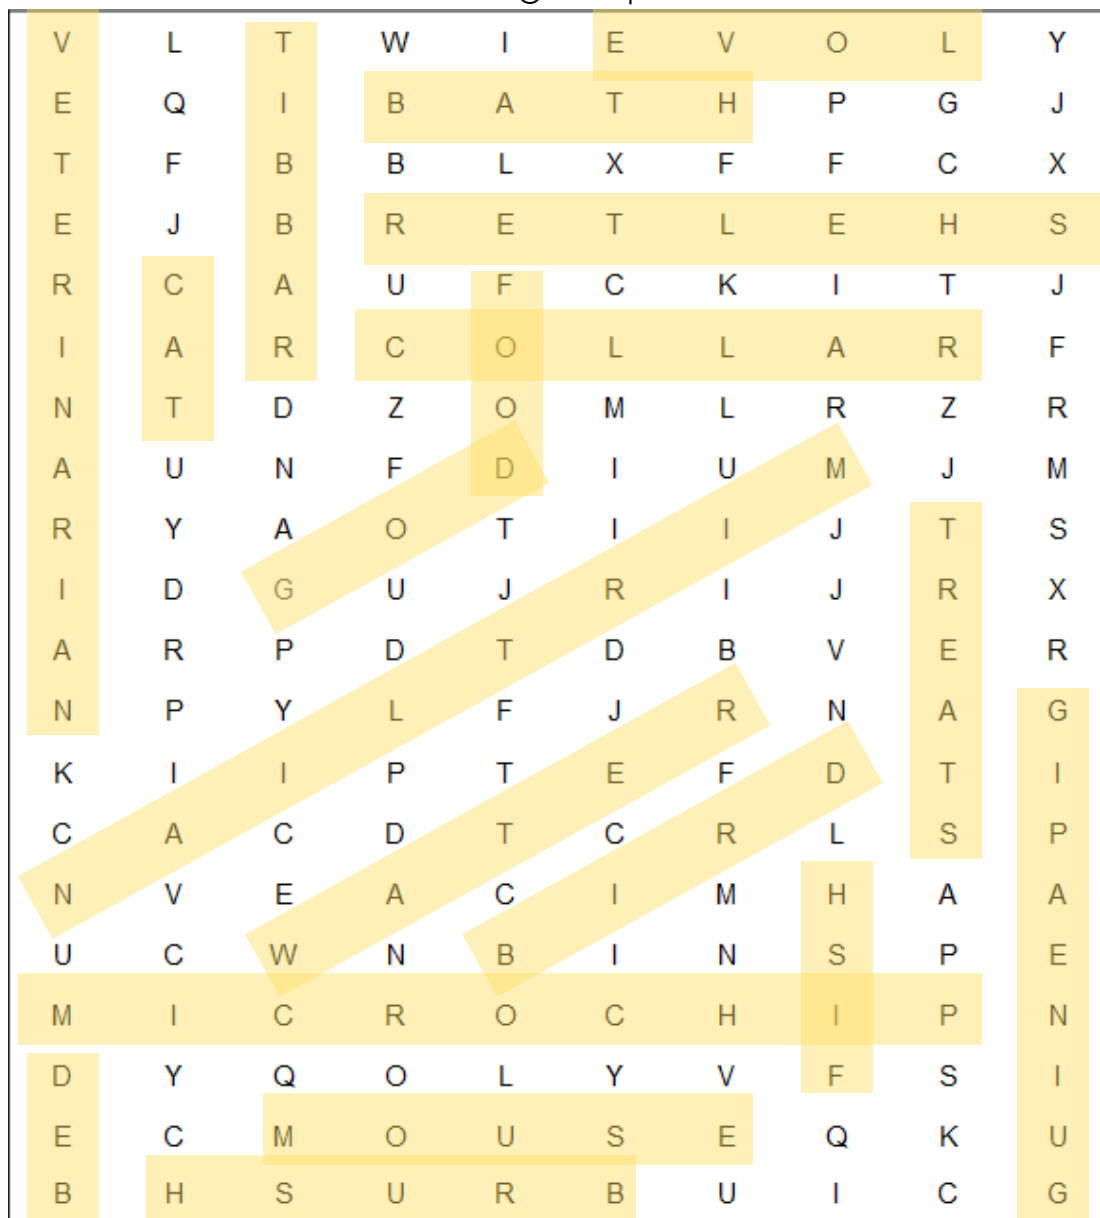 V L T W I E V O L Y
E Q I B A T H P G J
T F B B L X F F C X
E J B R E T L E H S
R C A U F C K I T J
I A R C O L L A R F
N T D Z O M L R Z R
A U N F D I U M J M
R Y A O T I I J T S
I D G U J R I J R X
A R P D T D B V E R
N P Y L F J R N A G
K I I P T E F D T I
C A C D T C R L S P
N V E A C I M H A A
U C W N B I N S P E
M I C R O C H I P N
D Y Q O L Y V F S I
E C M O U S E Q K U
B H S U R B U I C G